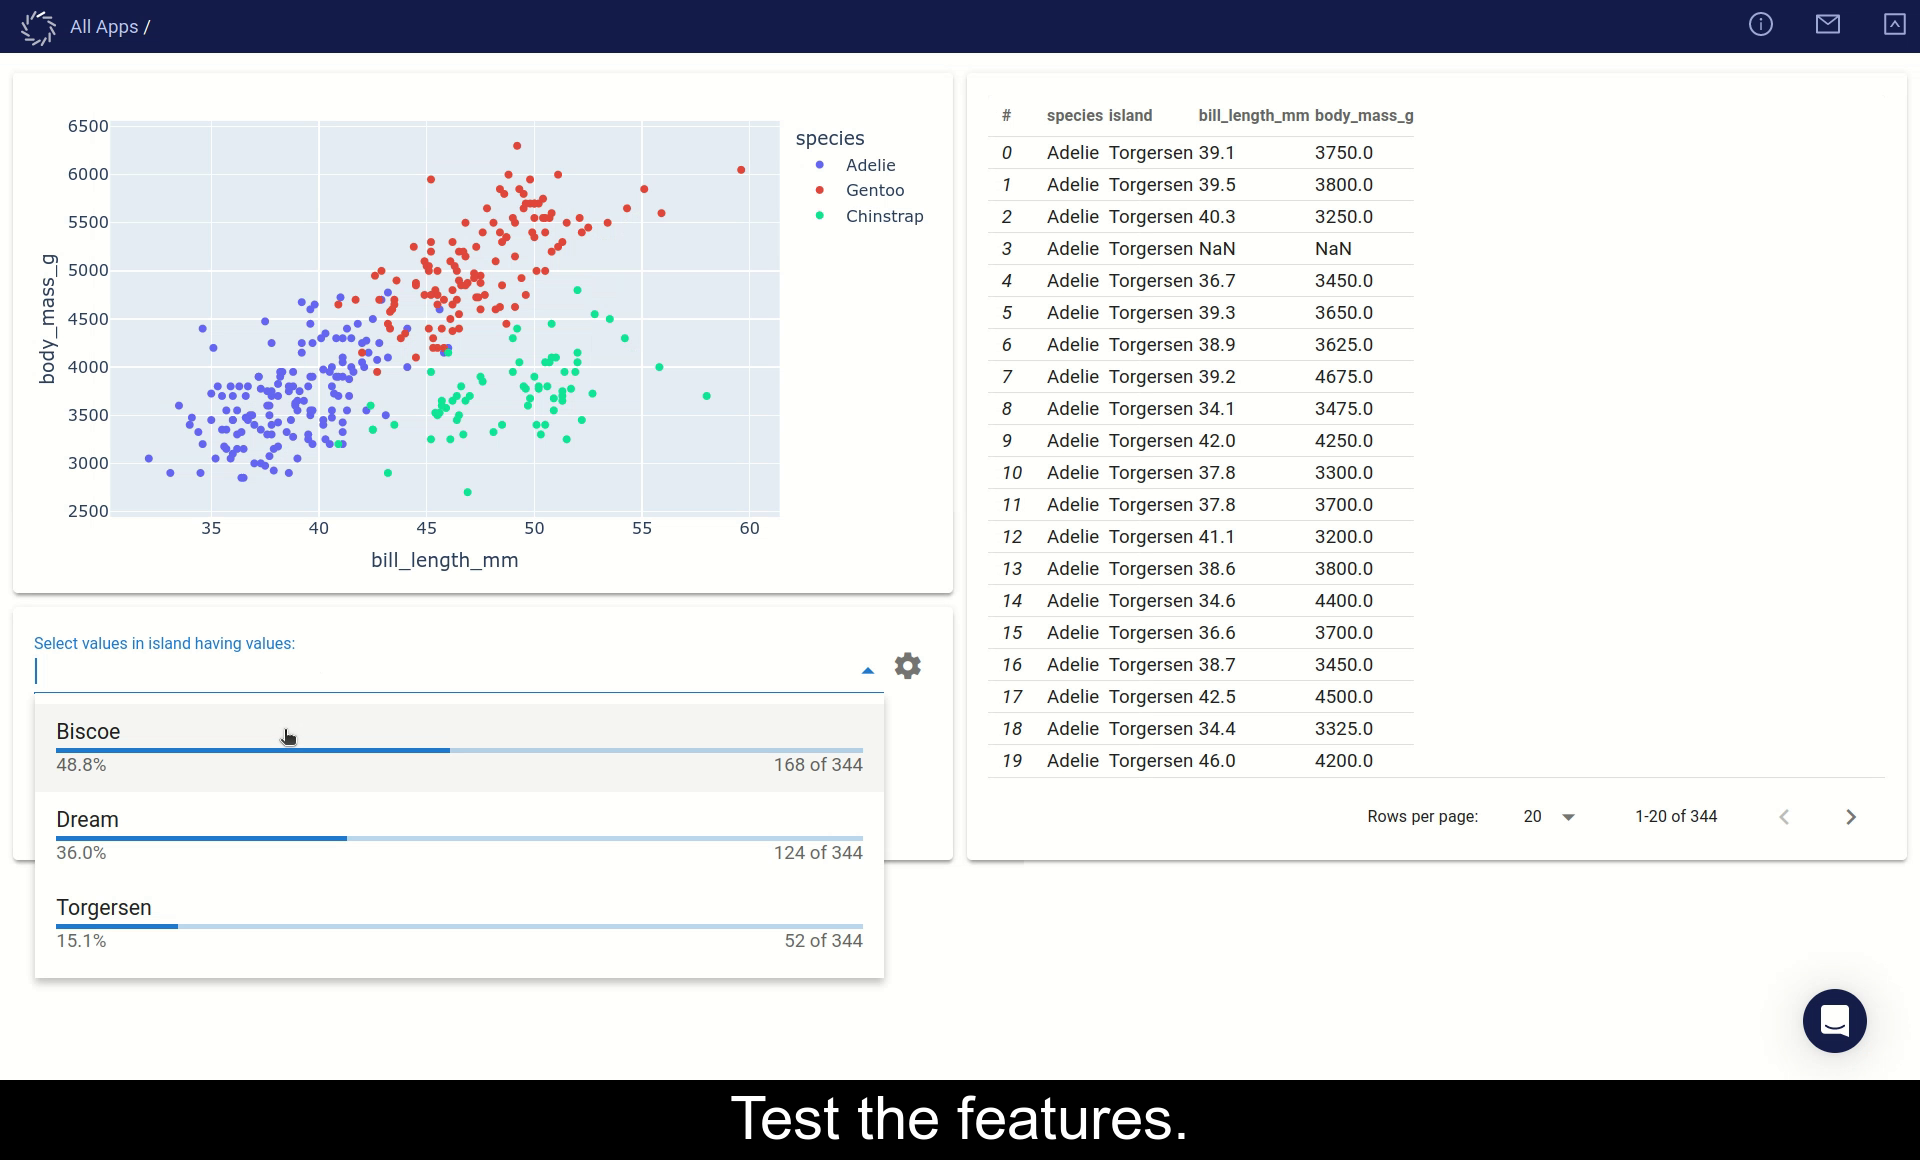 All Apps /
6500
6000
5500
5000
4500
4000
3500
3000
2500
body_mass_g
35 40 45 50 55 60
bill_length_mm
species
Adelie
Gentoo
Chinstrap
Select values in island having values:
Biscoe
48.8% 168 of 344
Dream
36.0% 124 of 344
Torgersen
15.1% 52 of 344
# species island bill_length_mm body_mass_g
0 Adelie Torgersen 39.1 3750.0
1 Adelie Torgersen 39.5 3800.0
2 Adelie Torgersen 40.3 3250.0
3 Adelie Torgersen NaN NaN
4 Adelie Torgersen 36.7 3450.0
5 Adelie Torgersen 39.3 3650.0
6 Adelie Torgersen 38.9 3625.0
7 Adelie Torgersen 39.2 4675.0
8 Adelie Torgersen 34.1 3475.0
9 Adelie Torgersen 42.0 4250.0
10 Adelie Torgersen 37.8 3300.0
11 Adelie Torgersen 37.8 3700.0
12 Adelie Torgersen 41.1 3200.0
13 Adelie Torgersen 38.6 3800.0
14 Adelie Torgersen 34.6 4400.0
15 Adelie Torgersen 36.6 3700.0
16 Adelie Torgersen 38.7 3450.0
17 Adelie Torgersen 42.5 4500.0
18 Adelie Torgersen 34.4 3325.0
19 Adelie Torgersen 46.0 4200.0
Rows per page: 20 1-20 of 344
Test the features.